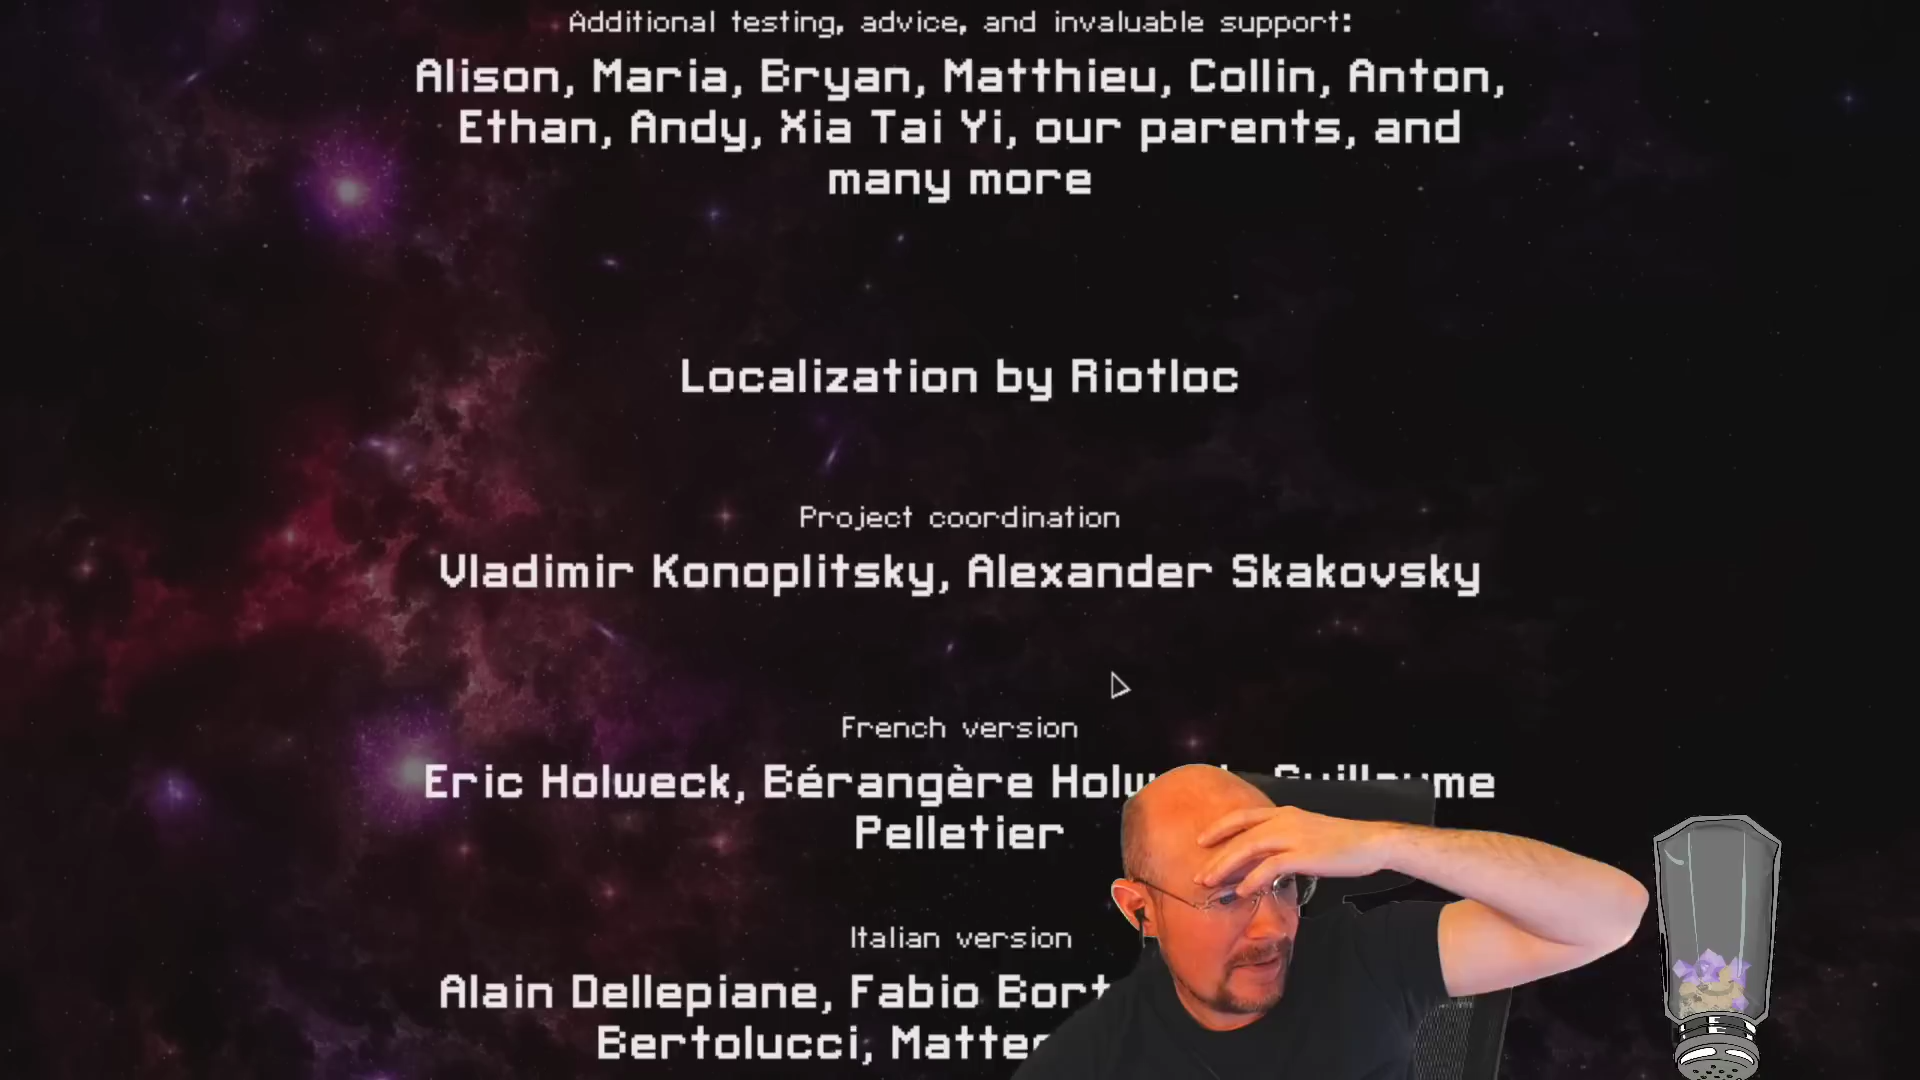 Additional testing, advice, and invaluable support:
Alison, Maria, Bryan, Matthieu, Collin, Anton,
Ethan, Andy, Xia Tai Yi, our parents, and
many more
Localization by Riotloc
Project coordination
Vladimir Konoplitsky, Alexander Skakovsky
French version
Eric Holweck, Bérangère
Pelletier
Italian version
Alain Dellepiane, Fabio
Bertolucci,